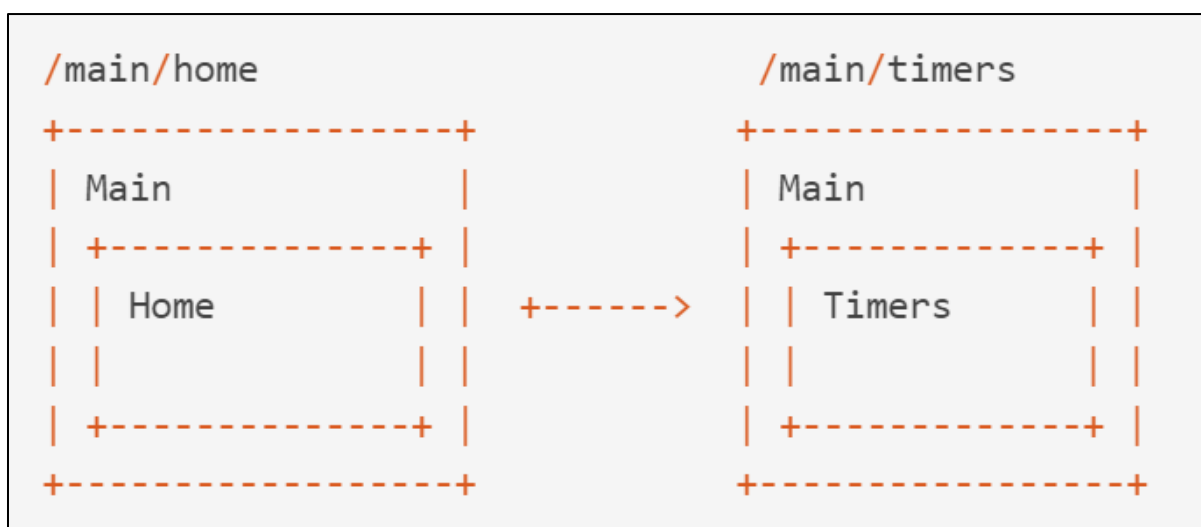 /main/home                       /main/timers
+------------------+            +----------------+
| Main             |            | Main           |
| +--------------+ |            | +------------+ |
| | Home         | |  +------>  | | Timers     | |
| |              | |            | |            | |
| +--------------+ |            | +------------+ |
+------------------+            +----------------+